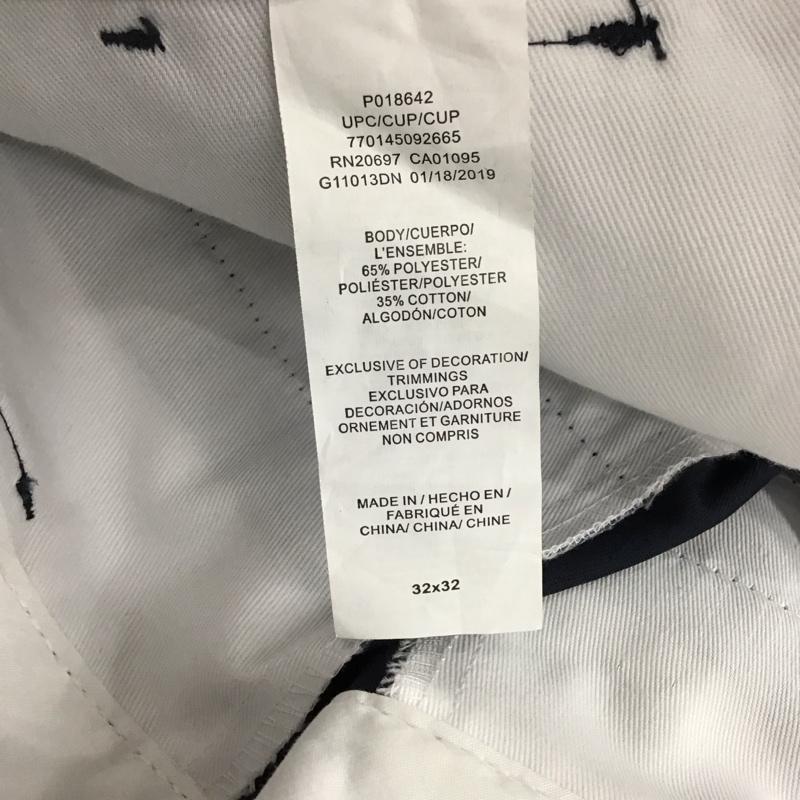 P018642
UPC/CUP/CUP
770145092665
RN20697 CA01095
G11013DN 01/18/2019
BODY/CUERPO/
L'ENSEMBLE:
65% POLYESTER/
POLIÉSTER/POLYESTER
35% COTTON/
ALGODÓN/COTON
EXCLUSIVE OF DECORATION/
TRIMMINGS
EXCLUSIVO PARA
DECORACIÓN/ADORNOS
ORNEMENT ET GARNITURE
NON COMPRIS
MADE IN / HECHO EN /
FABRIQUÉ EN
CHINA/ CHINA/ CHINE
32x32